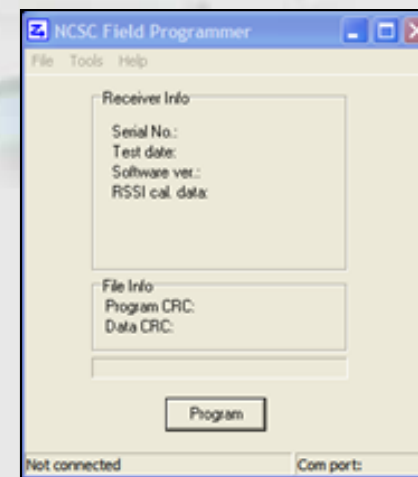 NCSC Field Programmer
File Tools Help
Receiver Info
Serial No.:
Test date:
Software ver.:
RSSI cal. data:
File Info
Program CRC:
Data CRC:
Program
Not connected Com port: